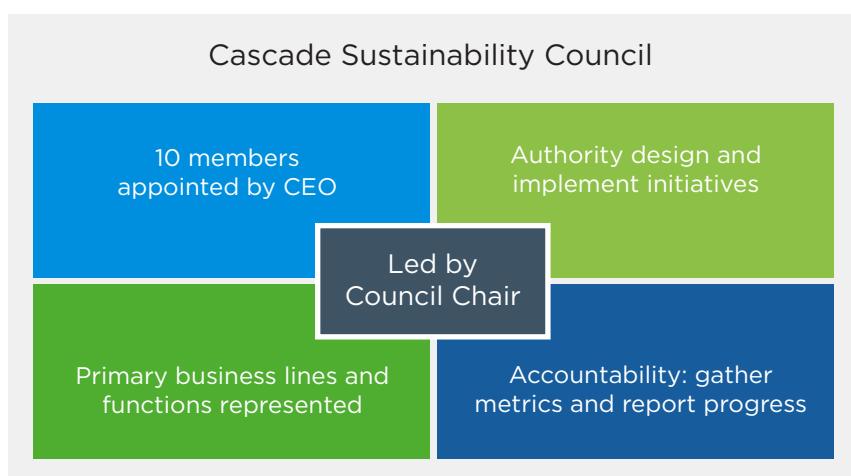 Cascade Sustainability Council
10 members
appointed by CEO
Authority design and
implement initiatives
Led by
Council Chair
Primary business lines and
functions represented
Accountability: gather
metrics and report progress